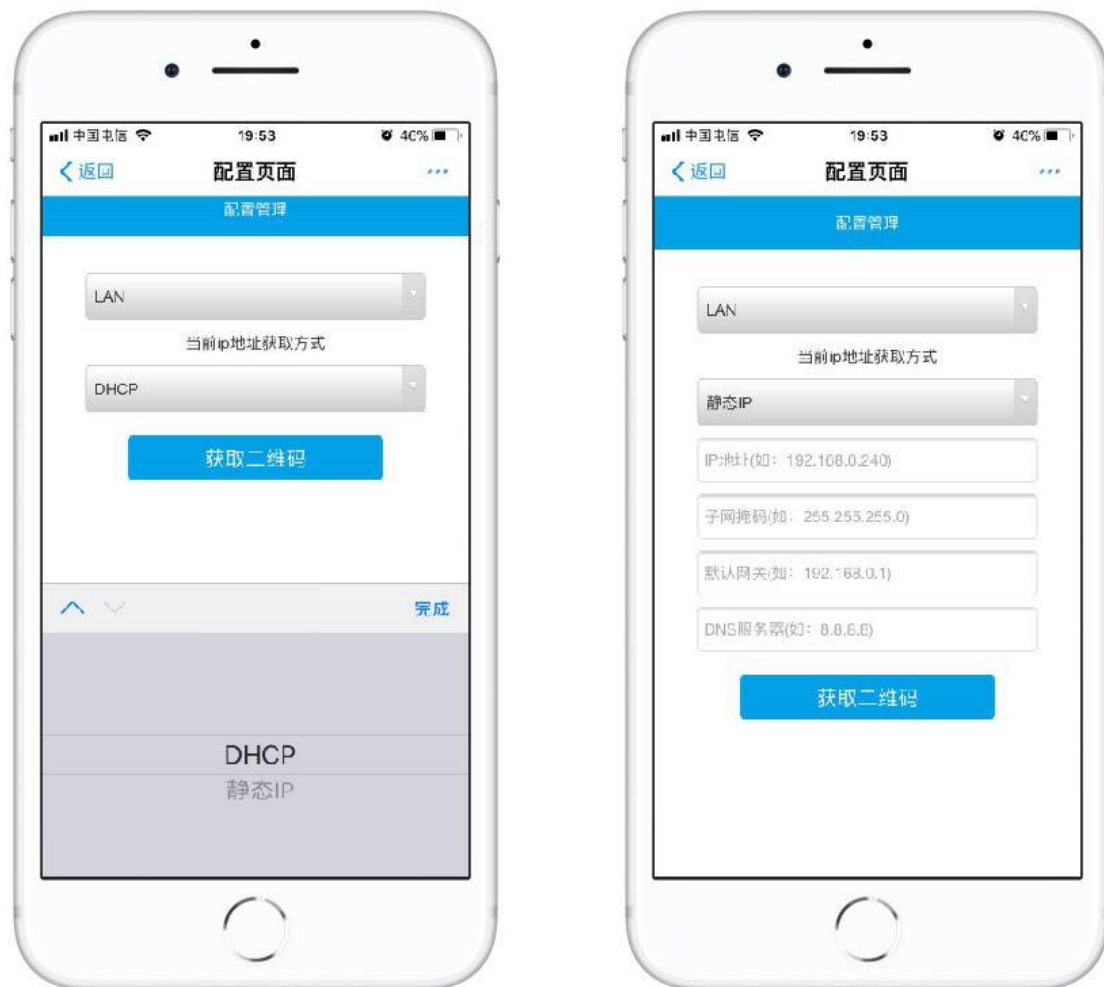 中国电信 19:53 40%
返回 配置页面 ...
配置管理
LAN
当前ip地址获取方式
DHCP
获取二维码
完成
DHCP
静态IP
中国电信 19:53 40%
返回 配置页面 ...
配置管理
LAN
当前ip地址获取方式
静态IP
IP地址(如：192.168.0.240)
子网掩码(如：255.255.255.0)
默认网关(如：192.168.0.1)
DNS服务器(如：8.8.8.8)
获取二维码